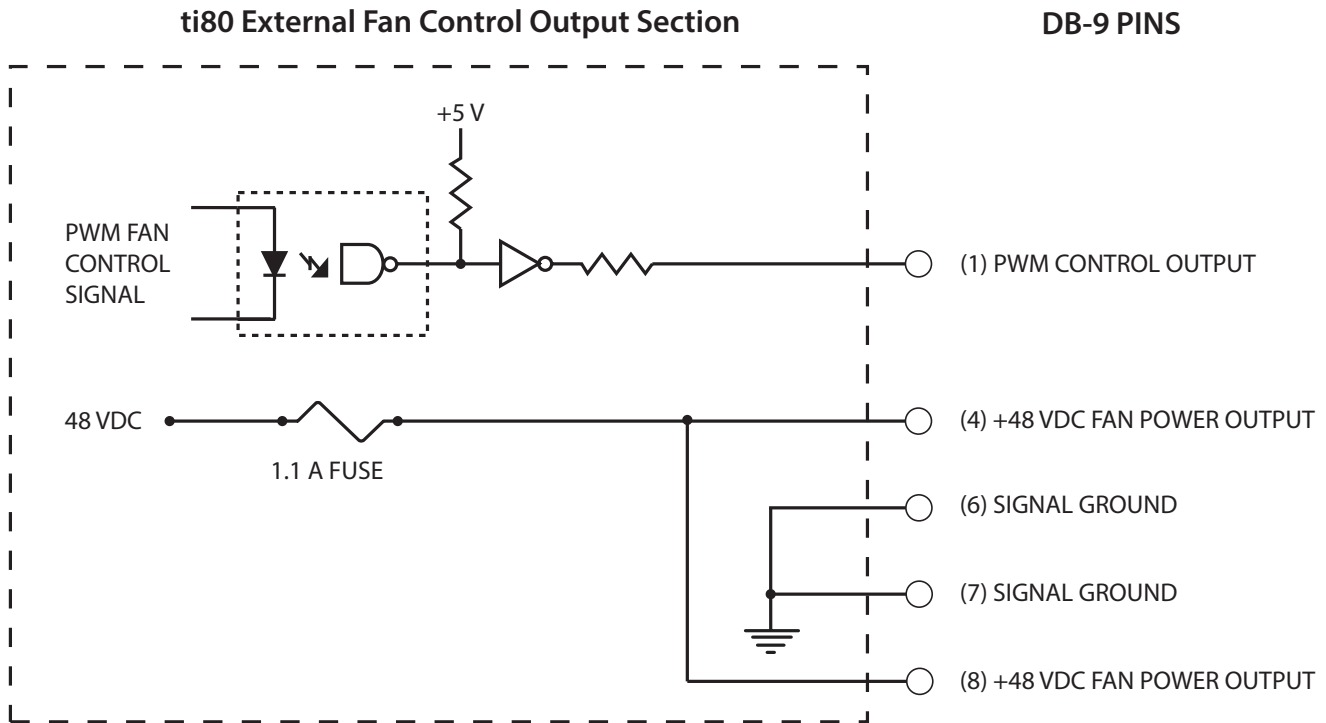 ti80 External Fan Control Output Section
DB-9 PINS
+5 V
PWM FAN
CONTROL
SIGNAL
(1) PWM CONTROL OUTPUT
48 VDC
1.1 A FUSE
(4) +48 VDC FAN POWER OUTPUT
(6) SIGNAL GROUND
(7) SIGNAL GROUND
(8) +48 VDC FAN POWER OUTPUT